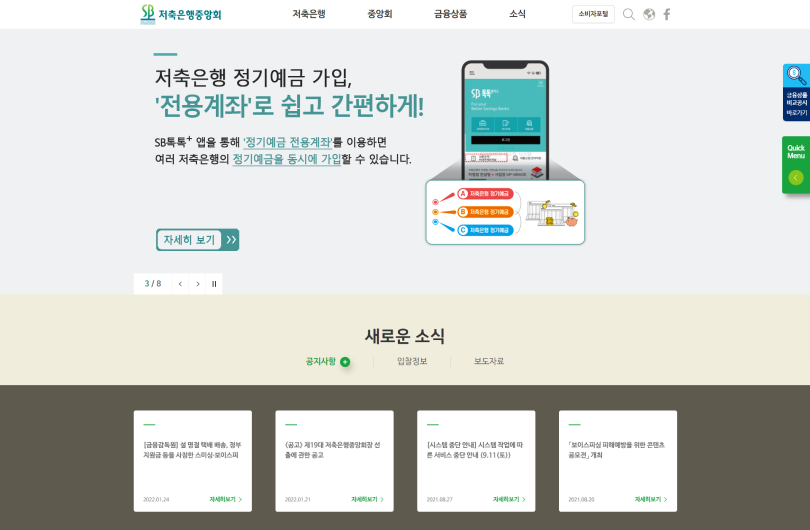 SB 저축은행중앙회
저축은행
중앙회
금융상품
소식
소비자포털
저축은행 정기예금 가입,
'전용계좌'로 쉽고 간편하게!
SB톡톡+ 앱을 통해 '정기예금 전용계좌'를 이용하면
여러 저축은행의 정기예금을 동시에 가입할 수 있습니다.
자세히 보기
SB톡톡
A 저축은행 정기예금
B 저축은행 정기예금
C 저축은행 정기예금
금융상품
비교공시
바로가기
Quick
Menu
3 / 8
새로운 소식
공지사항
입찰정보
보도자료
[금융감독원] 설 명절 택배 배송, 정부
지원금 등을 사칭한 스미싱·보이스피
2022.01.24
자세히보기
〈공고〉 제19대 저축은행중앙회장 선
출에 관한 공고
2022.01.21
자세히보기
[시스템 중단 안내] 시스템 작업에 따
른 서비스 중단 안내 (9.11(토))
2021.08.27
자세히보기
「보이스피싱 피해예방을 위한 콘텐츠
공모전」 개최
2021.08.20
자세히보기